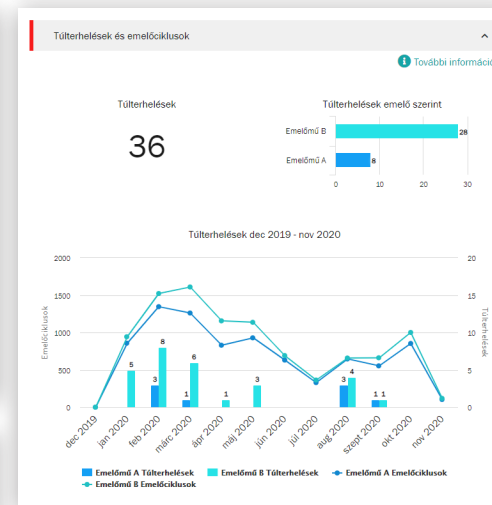 Túlterhelések és emelőciklusok
További információ
Túlterhelések
36
Túlterhelések emelő szerint
Emelőmű B
28
Emelőmű A
8
0 10 20 30
Túlterhelések dec 2019 - nov 2020
2000 20
1500 15
1000 10
500 5
0 0
Emelőciklusok
Túlterhelések
5 3 8 1 6 1 3 3 4 1 1
dec 2019 jan 2020 feb 2020 márc 2020 ápr 2020 máj 2020 jún 2020 júl 2020 aug 2020 szept 2020 okt 2020 nov 2020
Emelőmű A Túlterhelések Emelőmű B Túlterhelések Emelőmű A Emelőciklusok
Emelőmű B Emelőciklusok